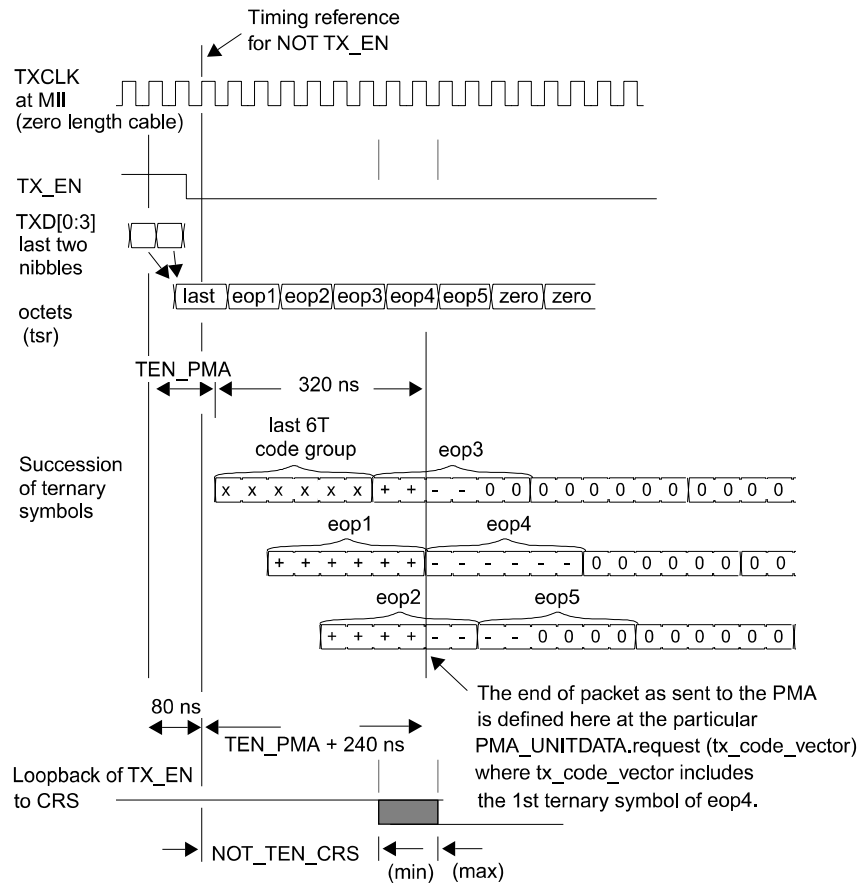 Timing reference
for NOT TX_EN
TXCLK
at MII
(zero length cable)
TX_EN
TXD[0:3]
last two
nibbles
last eop1 eop2 eop3 eop4 eop5 zero zero
octets
(tsr)
TEN_PMA
320 ns
last 6T
code group
eop3
Succession
of ternary
symbols
x x x x x x + + - - 0 0 0 0 0 0 0 0 0 0 0 0
eop1
eop4
+ + + + + + - - - - - - 0 0 0 0 0 0 0 0
eop2
eop5
+ + + + - - - - 0 0 0 0 0 0 0 0 0 0
80 ns
TEN_PMA + 240 ns
The end of packet as sent to the PMA
is defined here at the particular
PMA_UNITDATA.request (tx_code_vector)
where tx_code_vector includes
the 1st ternary symbol of eop4.
Loopback of TX_EN
to CRS
NOT_TEN_CRS
(min)
(max)